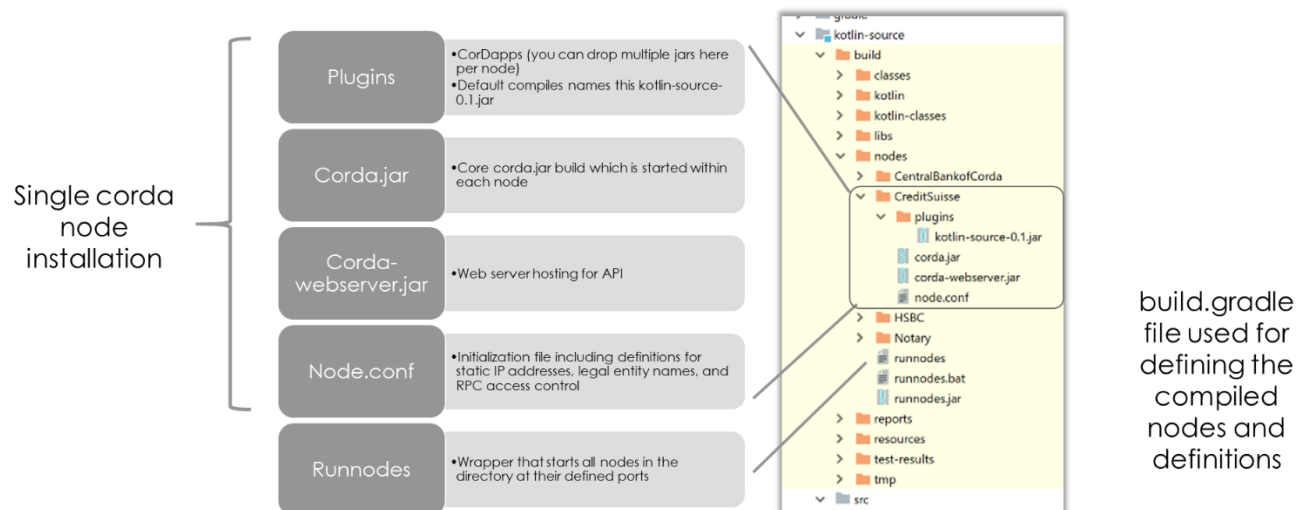 Single corda
node
installation
Plugins
•CorDapps (you can drop multiple jars here
per node)
•Default compiles names this kotlin-source-
0.1.jar
Corda.jar
•Core corda.jar build which is started within
each node
Corda-
webserver.jar
•Web server hosting for API
Node.conf
•Initialization file including definitions for
static IP addresses, legal entity names, and
RPC access control
Runnodes
•Wrapper that starts all nodes in the
directory at their defined ports
gradle
kotlin-source
build
classes
kotlin
kotlin-classes
libs
nodes
CentralBankofCorda
CreditSuisse
plugins
kotlin-source-0.1.jar
corda.jar
corda-webserver.jar
node.conf
HSBC
Notary
runnodes
runnodes.bat
runnodes.jar
reports
resources
test-results
tmp
src
build.gradle
file used for
defining the
compiled
nodes and
definitions